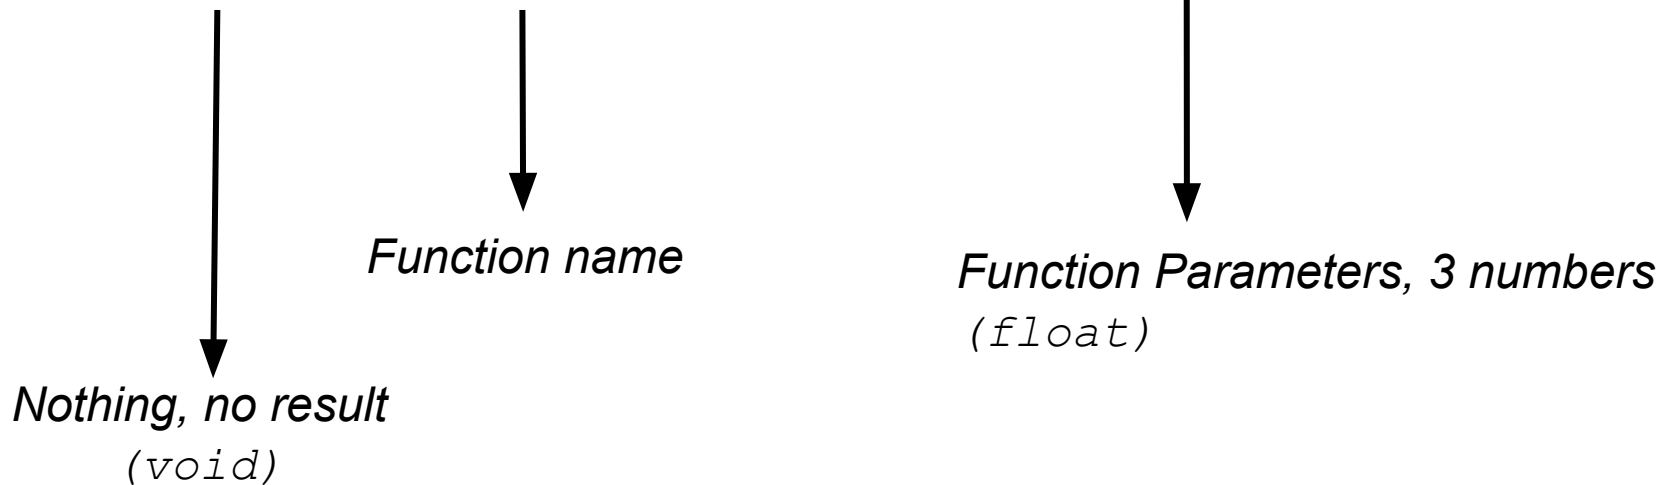 Function name
Function Parameters, 3 numbers
(float)
Nothing, no result
(void)